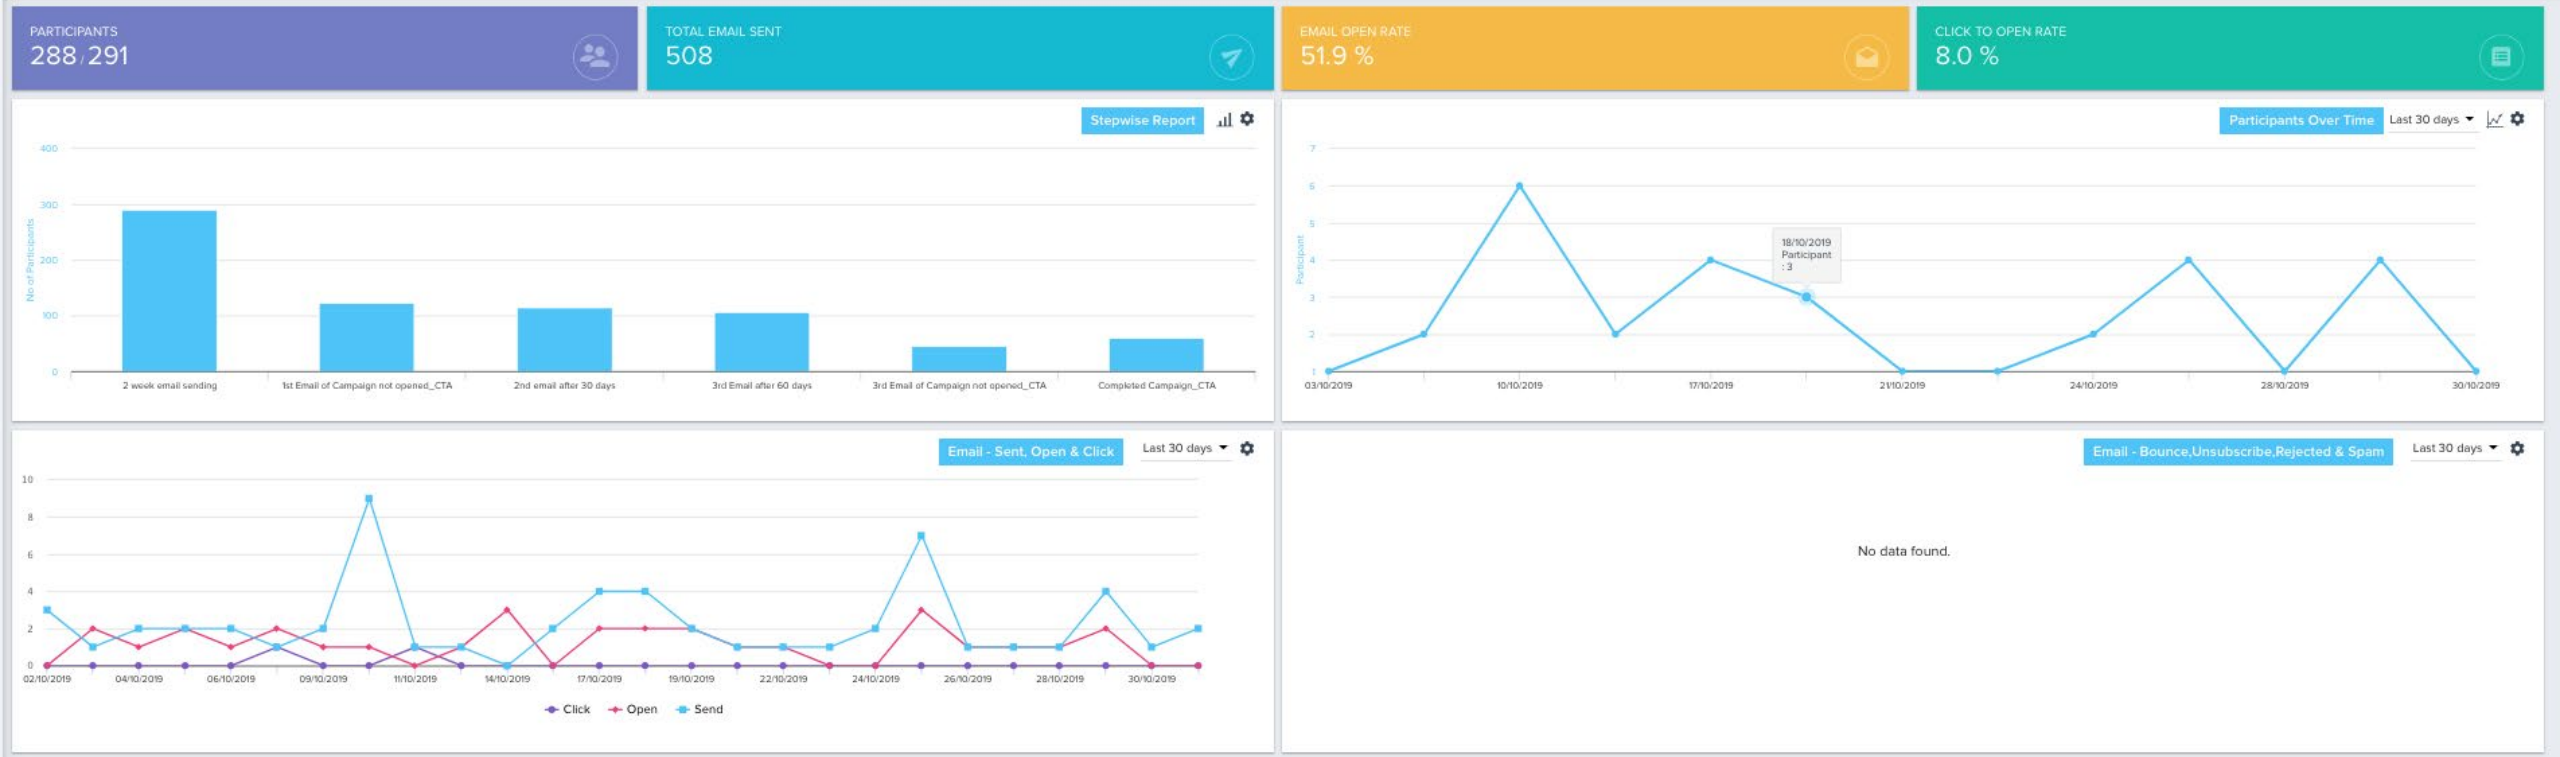 PARTICIPANTS
288/291
TOTAL EMAIL SENT
508
EMAIL OPEN RATE
51.9 %
CLICK TO OPEN RATE
8.0 %
Stepwise Report
400
300
200
100
0
No of Participants
2 week email sending
1st Email of Campaign not opened_CTA
2nd email after 30 days
3rd Email after 60 days
3rd Email of Campaign not opened_CTA
Completed Campaign_CTA
Participants Over Time
Last 30 days
7
6
5
4
3
2
1
Participant
18/10/2019
Participant
: 3
03/10/2019
10/10/2019
17/10/2019
21/10/2019
24/10/2019
28/10/2019
30/10/2019
Email - Sent, Open & Click
Last 30 days
10
8
6
4
2
0
02/10/2019
04/10/2019
06/10/2019
09/10/2019
11/10/2019
14/10/2019
17/10/2019
19/10/2019
22/10/2019
24/10/2019
26/10/2019
28/10/2019
30/10/2019
Click
Open
Send
Email - Bounce,Unsubscribe,Rejected & Spam
Last 30 days
No data found.